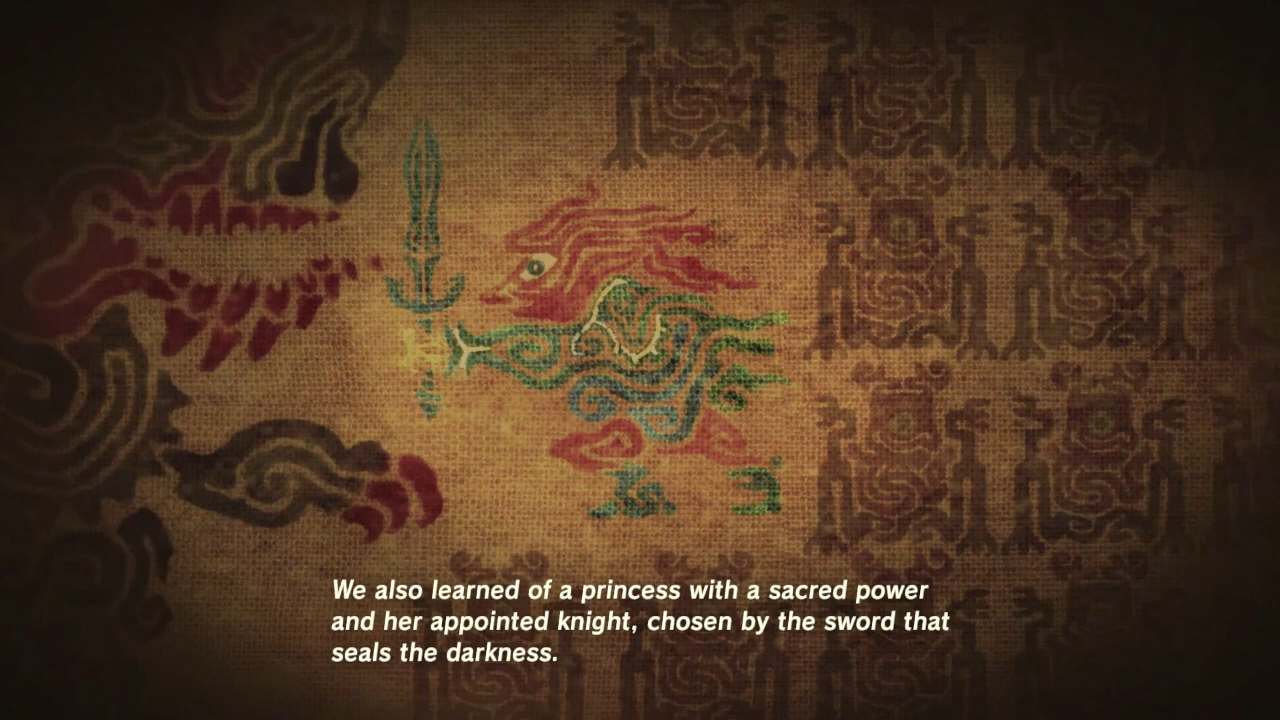 We also learned of a princess with a sacred power
and her appointed knight, chosen by the sword that
seals the darkness.